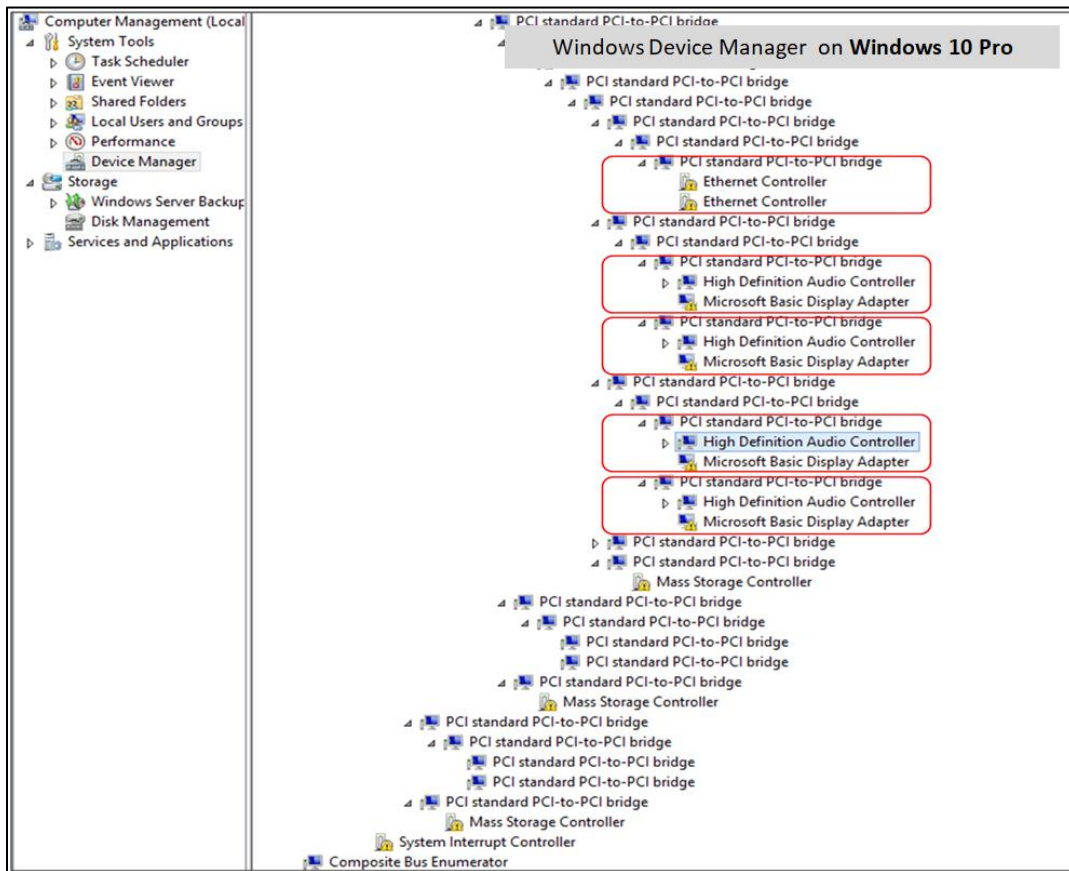 Computer Management (Local
System Tools
Task Scheduler
Event Viewer
Shared Folders
Local Users and Groups
Performance
Device Manager
Storage
Windows Server Backup
Disk Management
Services and Applications
PCI standard PCI-to-PCI bridge
Windows Device Manager on Windows 10 Pro
PCI standard PCI-to-PCI bridge
PCI standard PCI-to-PCI bridge
PCI standard PCI-to-PCI bridge
PCI standard PCI-to-PCI bridge
PCI standard PCI-to-PCI bridge
Ethernet Controller
Ethernet Controller
PCI standard PCI-to-PCI bridge
PCI standard PCI-to-PCI bridge
PCI standard PCI-to-PCI bridge
High Definition Audio Controller
Microsoft Basic Display Adapter
PCI standard PCI-to-PCI bridge
High Definition Audio Controller
Microsoft Basic Display Adapter
PCI standard PCI-to-PCI bridge
PCI standard PCI-to-PCI bridge
PCI standard PCI-to-PCI bridge
High Definition Audio Controller
Microsoft Basic Display Adapter
PCI standard PCI-to-PCI bridge
High Definition Audio Controller
Microsoft Basic Display Adapter
PCI standard PCI-to-PCI bridge
PCI standard PCI-to-PCI bridge
Mass Storage Controller
PCI standard PCI-to-PCI bridge
PCI standard PCI-to-PCI bridge
PCI standard PCI-to-PCI bridge
PCI standard PCI-to-PCI bridge
PCI standard PCI-to-PCI bridge
Mass Storage Controller
PCI standard PCI-to-PCI bridge
PCI standard PCI-to-PCI bridge
PCI standard PCI-to-PCI bridge
PCI standard PCI-to-PCI bridge
PCI standard PCI-to-PCI bridge
Mass Storage Controller
System Interrupt Controller
Composite Bus Enumerator